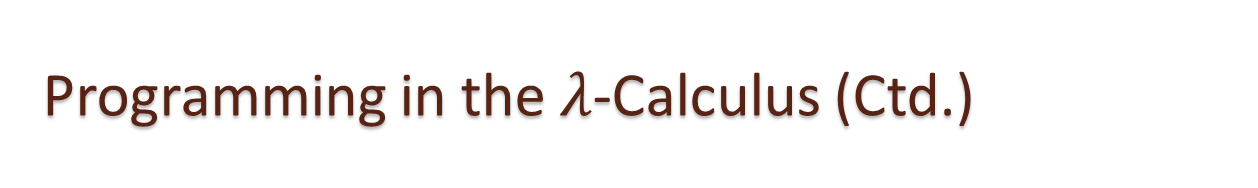 Programming in the 𝜆-Calculus (Ctd.)